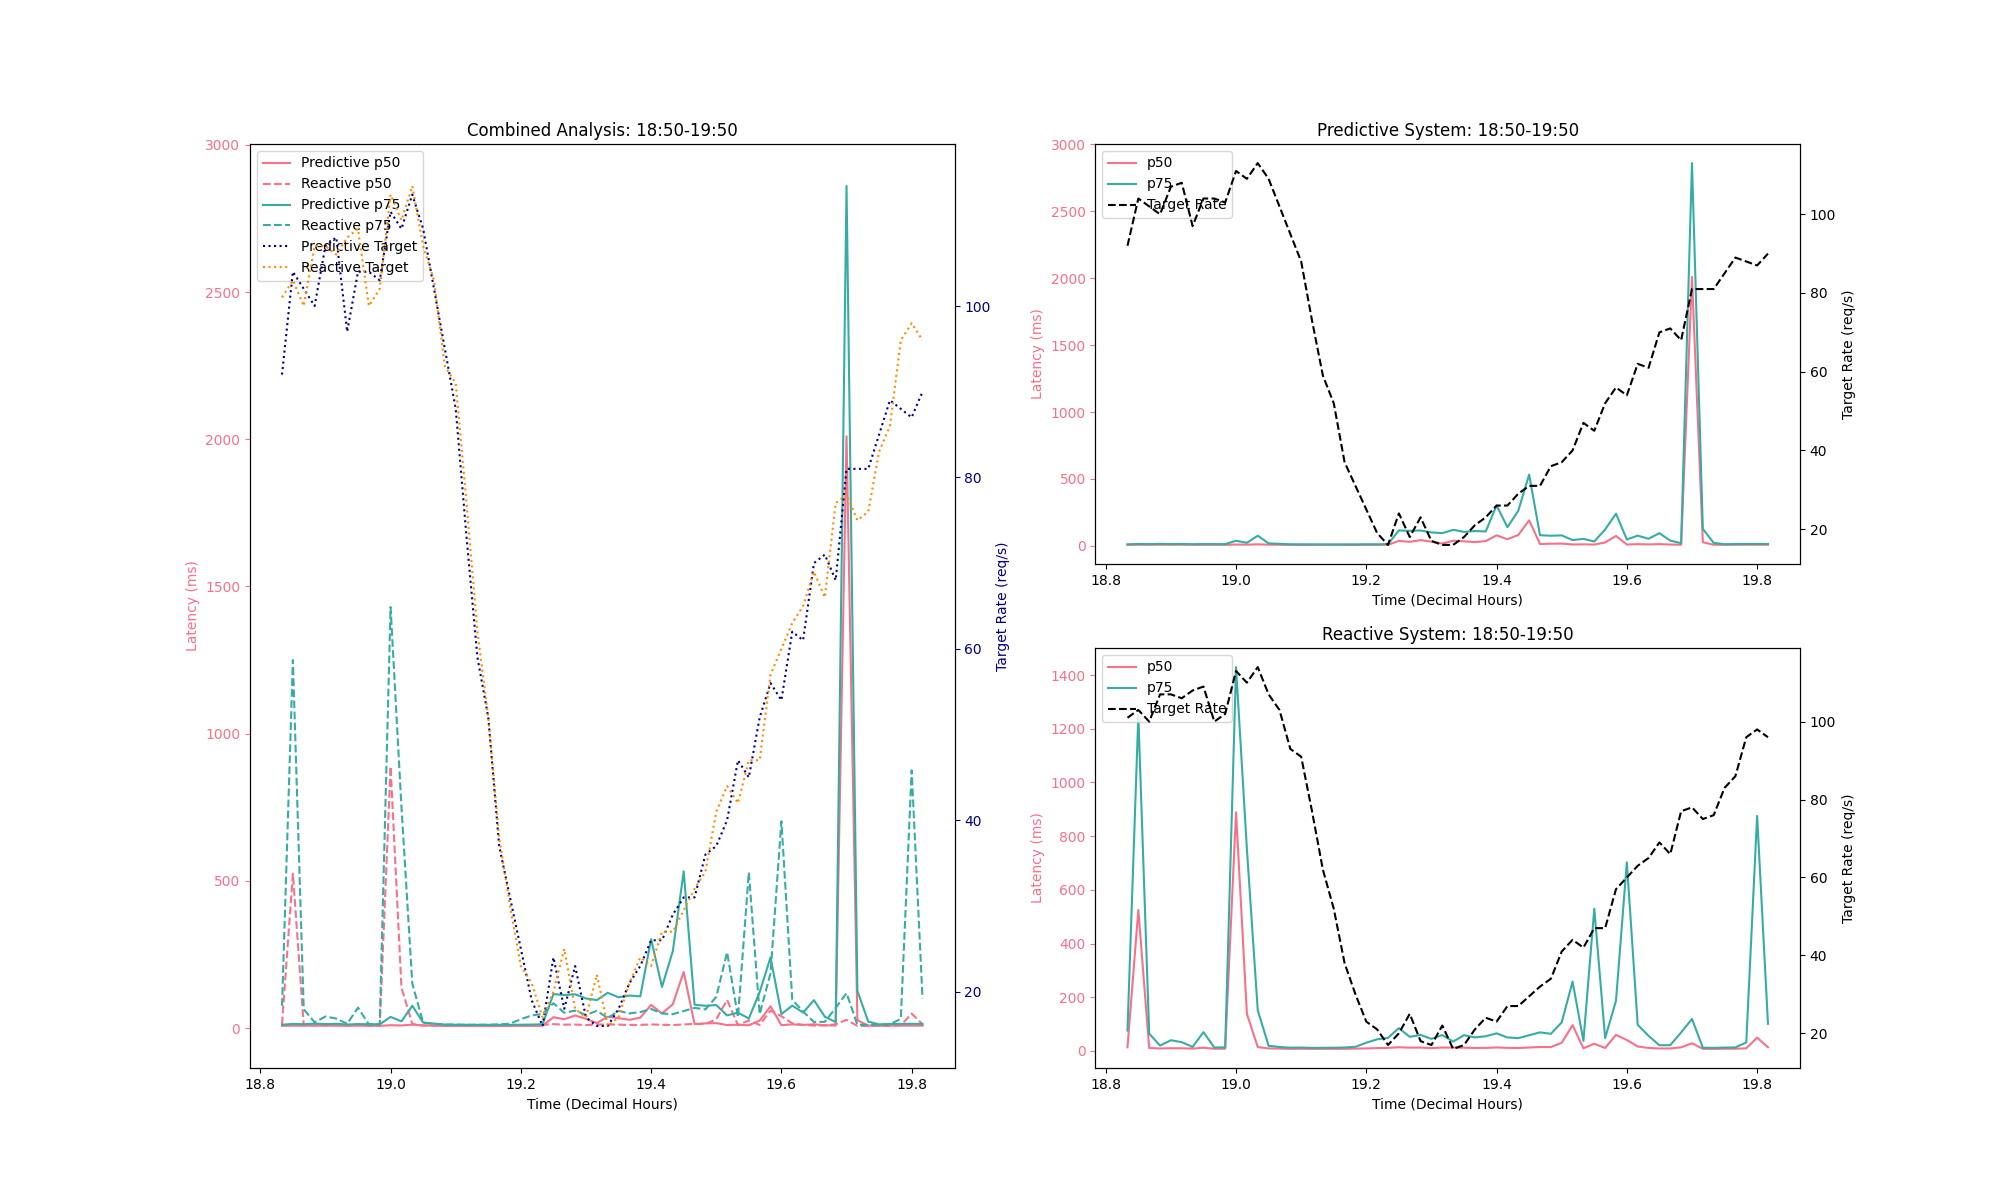 Combined Analysis: 18:50-19:50
Predictive p50
Reactive p50
Predictive p75
Reactive p75
Predictive Target
Reactive Target
3000
2500
2000
1500
1000
500
0
Latency (ms)
100
80
60
40
20
Target Rate (req/s)
18.8 19.0 19.2 19.4 19.6 19.8
Time (Decimal Hours)
Predictive System: 18:50-19:50
p50
p75
Target Rate
3000
2500
2000
1500
1000
500
0
Latency (ms)
100
80
60
40
20
Target Rate (req/s)
18.8 19.0 19.2 19.4 19.6 19.8
Time (Decimal Hours)
Reactive System: 18:50-19:50
p50
p75
Target Rate
1400
1200
1000
800
600
400
200
0
Latency (ms)
100
80
60
40
20
Target Rate (req/s)
18.8 19.0 19.2 19.4 19.6 19.8
Time (Decimal Hours)